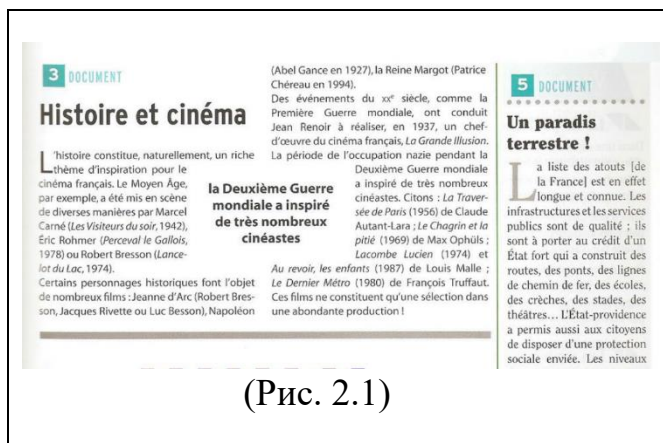 3 DOCUMENT
Histoire et cinéma
L'histoire constitue, naturellement, un riche
thème d'inspiration pour le
cinéma français. Le Moyen Âge,
par exemple, a été mis en scène
de diverses manières par Marcel
Carné (Les Visiteurs du soir, 1942),
Éric Rohmer (Perceval le Gallois,
1978) ou Robert Bresson (Lance-
lot du Lac, 1974).
Certains personnages historiques font l'objet
de nombreux films : Jeanne d'Arc (Robert Bres-
son, Jacques Rivette ou Luc Besson), Napoléon
la Deuxième Guerre
mondiale a inspiré
de très nombreux
cinéastes
(Abel Gance en 1927), la Reine Margot (Patrice
Chéreau en 1994).
Des événements du XXe siècle, comme la
Première Guerre mondiale, ont conduit
Jean Renoir à réaliser, en 1937, un chef-
d'œuvre du cinéma français, La Grande Illusion.
La période de l'occupation nazie pendant la
Deuxième Guerre mondiale
a inspiré de très nombreux
cinéastes. Citons : La Traver-
sée de Paris (1956) de Claude
Autant-Lara ; Le Chagrin et la
pitié (1969) de Max Ophüls ;
Lacombe Lucien (1974) et
Au revoir, les enfants (1987) de Louis Malle ;
Le Dernier Métro (1980) de François Truffaut.
Ces films ne constituent qu'une sélection dans
une abondante production !
5 DOCUMENT
Un paradis
terrestre !
La liste des atouts [de
la France] est en effet
longue et connue. Les
infrastructures et les services
publics sont de qualité ; ils
sont à porter au crédit d'un
État fort qui a construit des
routes, des ponts, des lignes
de chemin de fer, des écoles,
des crèches, des stades, des
théâtres... L'État-providence
a permis aussi aux citoyens
de disposer d'une protection
sociale enviée. Les niveaux
(Рис. 2.1)